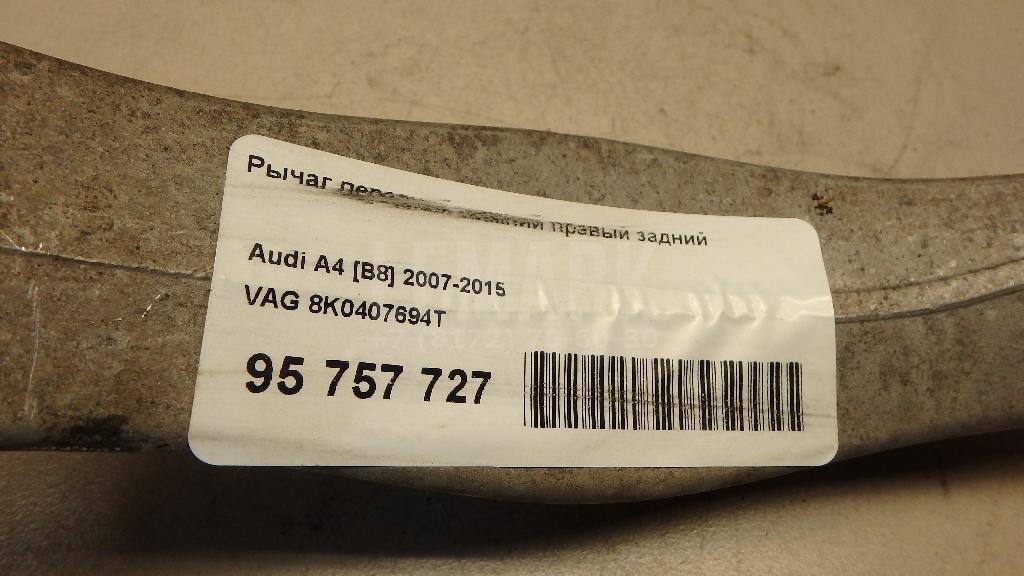 Рычаг правый задний
Audi A4 [B8] 2007-2015
VAG 8K0407694T
95 757 727